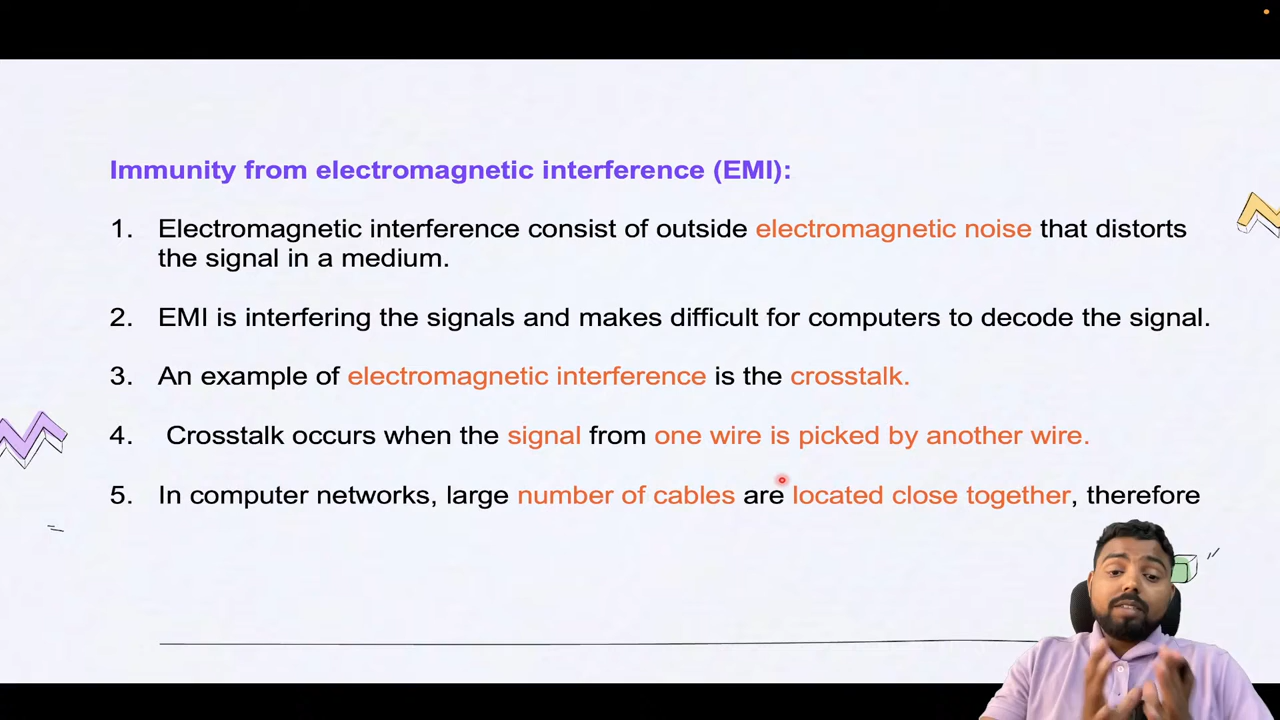 Immunity from electromagnetic interference (EMI):
1. Electromagnetic interference consist of outside electromagnetic noise that distorts
the signal in a medium.
2. EMI is interfering the signals and makes difficult for computers to decode the signal.
3. An example of electromagnetic interference is the crosstalk.
4. Crosstalk occurs when the signal from one wire is picked by another wire.
5. In computer networks, large number of cables are located close together, therefore